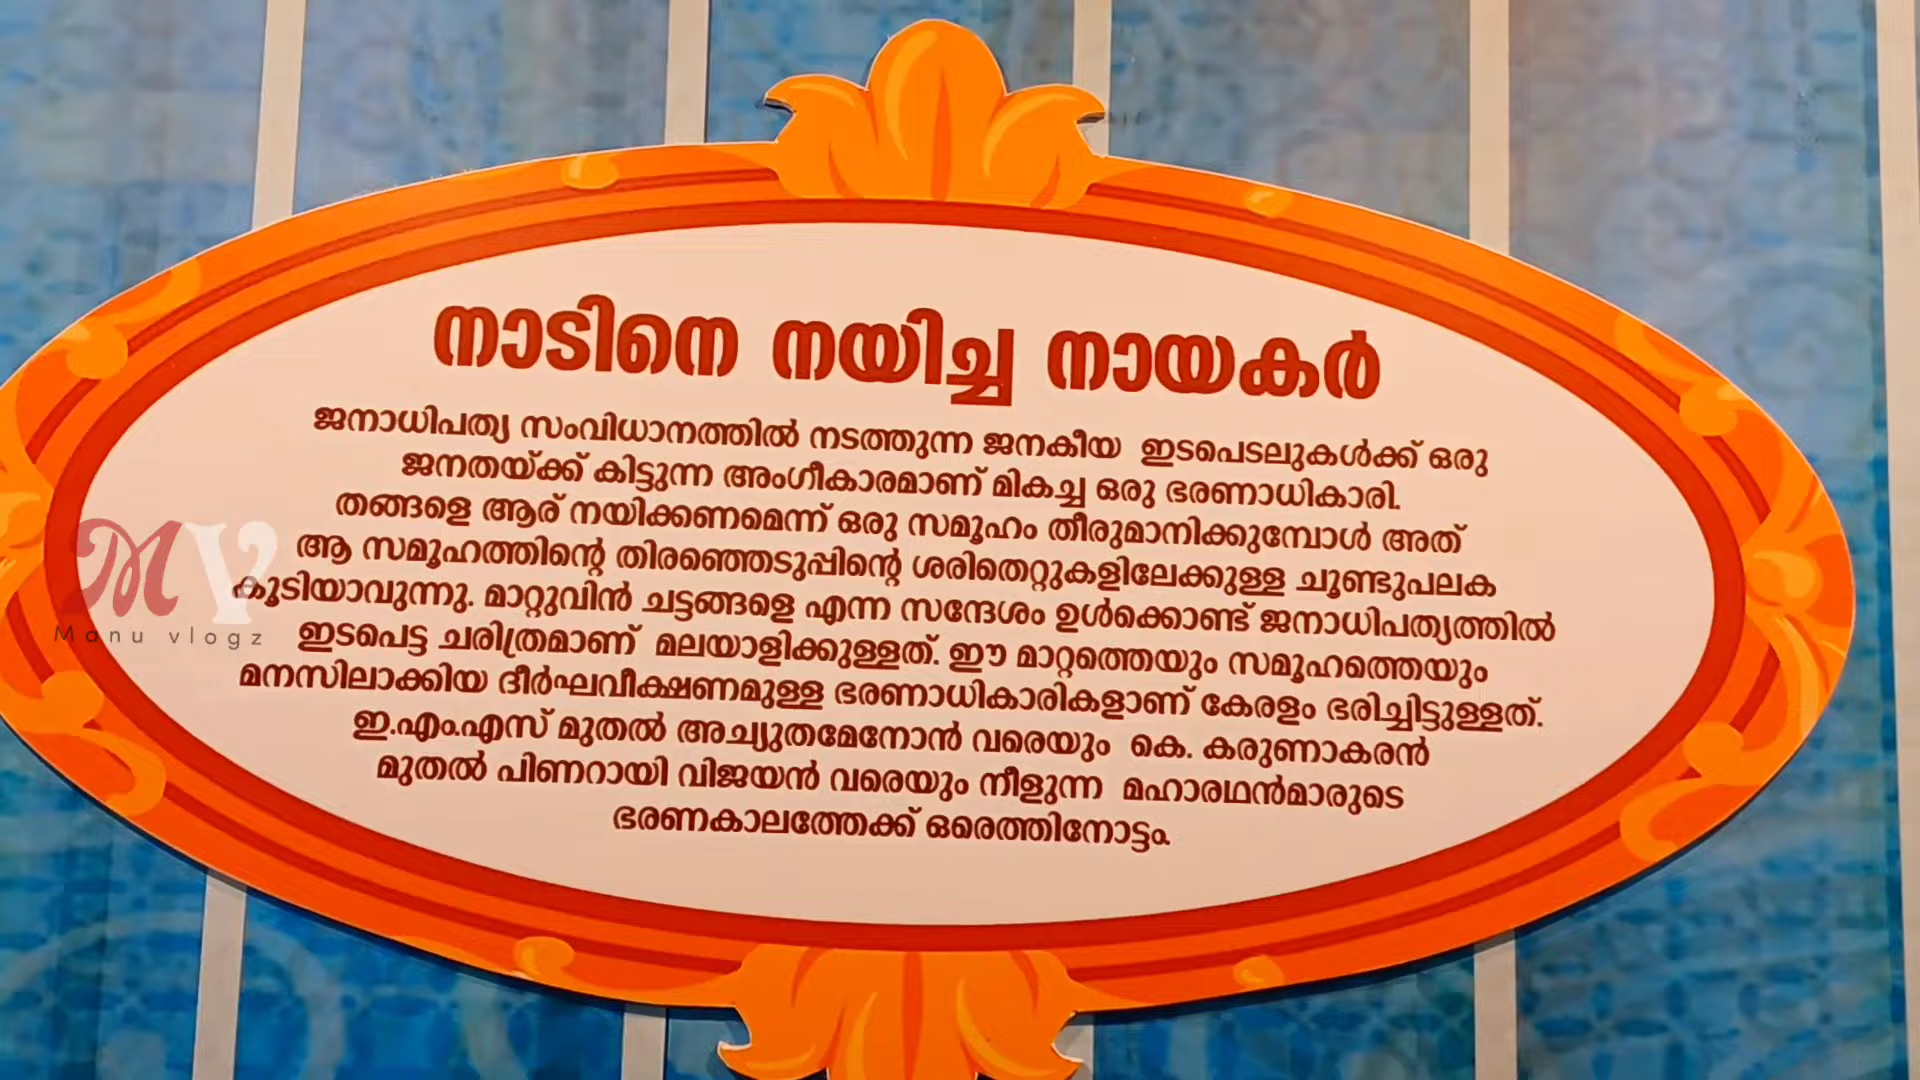 നാടിനെ നയിച്ച നായകർ
ജനാധിപത്യ സംവിധാനത്തിൽ നടത്തുന്ന ജനകീയ ഇടപെടലുകൾക്ക് ഒരു
ജനതയ്ക്ക് കിട്ടുന്ന അംഗീകാരമാണ് മികച്ച ഒരു ഭരണാധികാരി.
തങ്ങളെ ആര് നയിക്കണമെന്ന് ഒരു സമൂഹം തീരുമാനിക്കുമ്പോൾ അത്
ആ സമൂഹത്തിന്റെ തിരഞ്ഞെടുപ്പിന്റെ ശരിതെറ്റുകളിലേക്കുള്ള ചൂണ്ടുപലക
കൂടിയാവുന്നു. മാറ്റുവിൻ ചട്ടങ്ങളെ എന്ന സന്ദേശം ഉൾക്കൊണ്ട് ജനാധിപത്യത്തിൽ
ഇടപെട്ട ചരിത്രമാണ് മലയാളിക്കുള്ളത്. ഈ മാറ്റത്തെയും സമൂഹത്തെയും
മനസിലാക്കിയ ദീർഘവീക്ഷണമുള്ള ഭരണാധികാരികളാണ് കേരളം ഭരിച്ചിട്ടുള്ളത്.
ഇ.എം.എസ് മുതൽ അച്യുതമേനോൻ വരെയും കെ. കരുണാകരൻ
മുതൽ പിണറായി വിജയൻ വരെയും നീളുന്ന മഹാരഥൻമാരുടെ
ഭരണകാലത്തേക്ക് ഒരെത്തിനോട്ടം.
MV
Manu vlogz